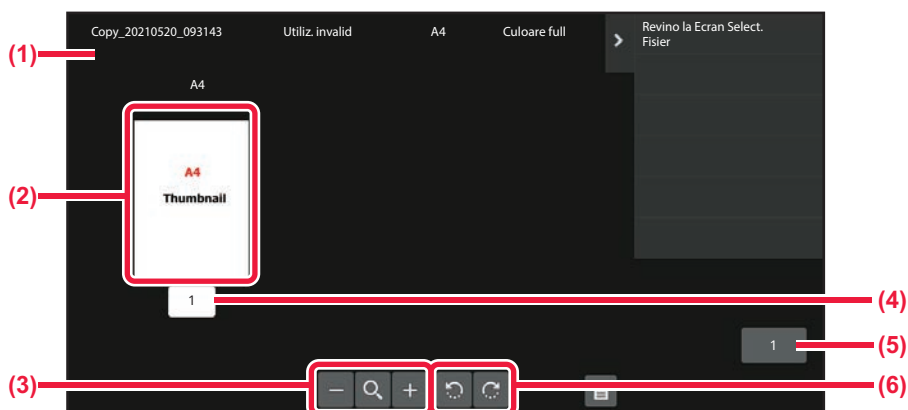 Copy_20210520_093143 Utiliz. invalid A4 Culoare full
Revino la Ecran Select.
Fisier
(1)
A4
A4
Thumbnail
(2)
1
(4)
1
(5)
(3)
(6)